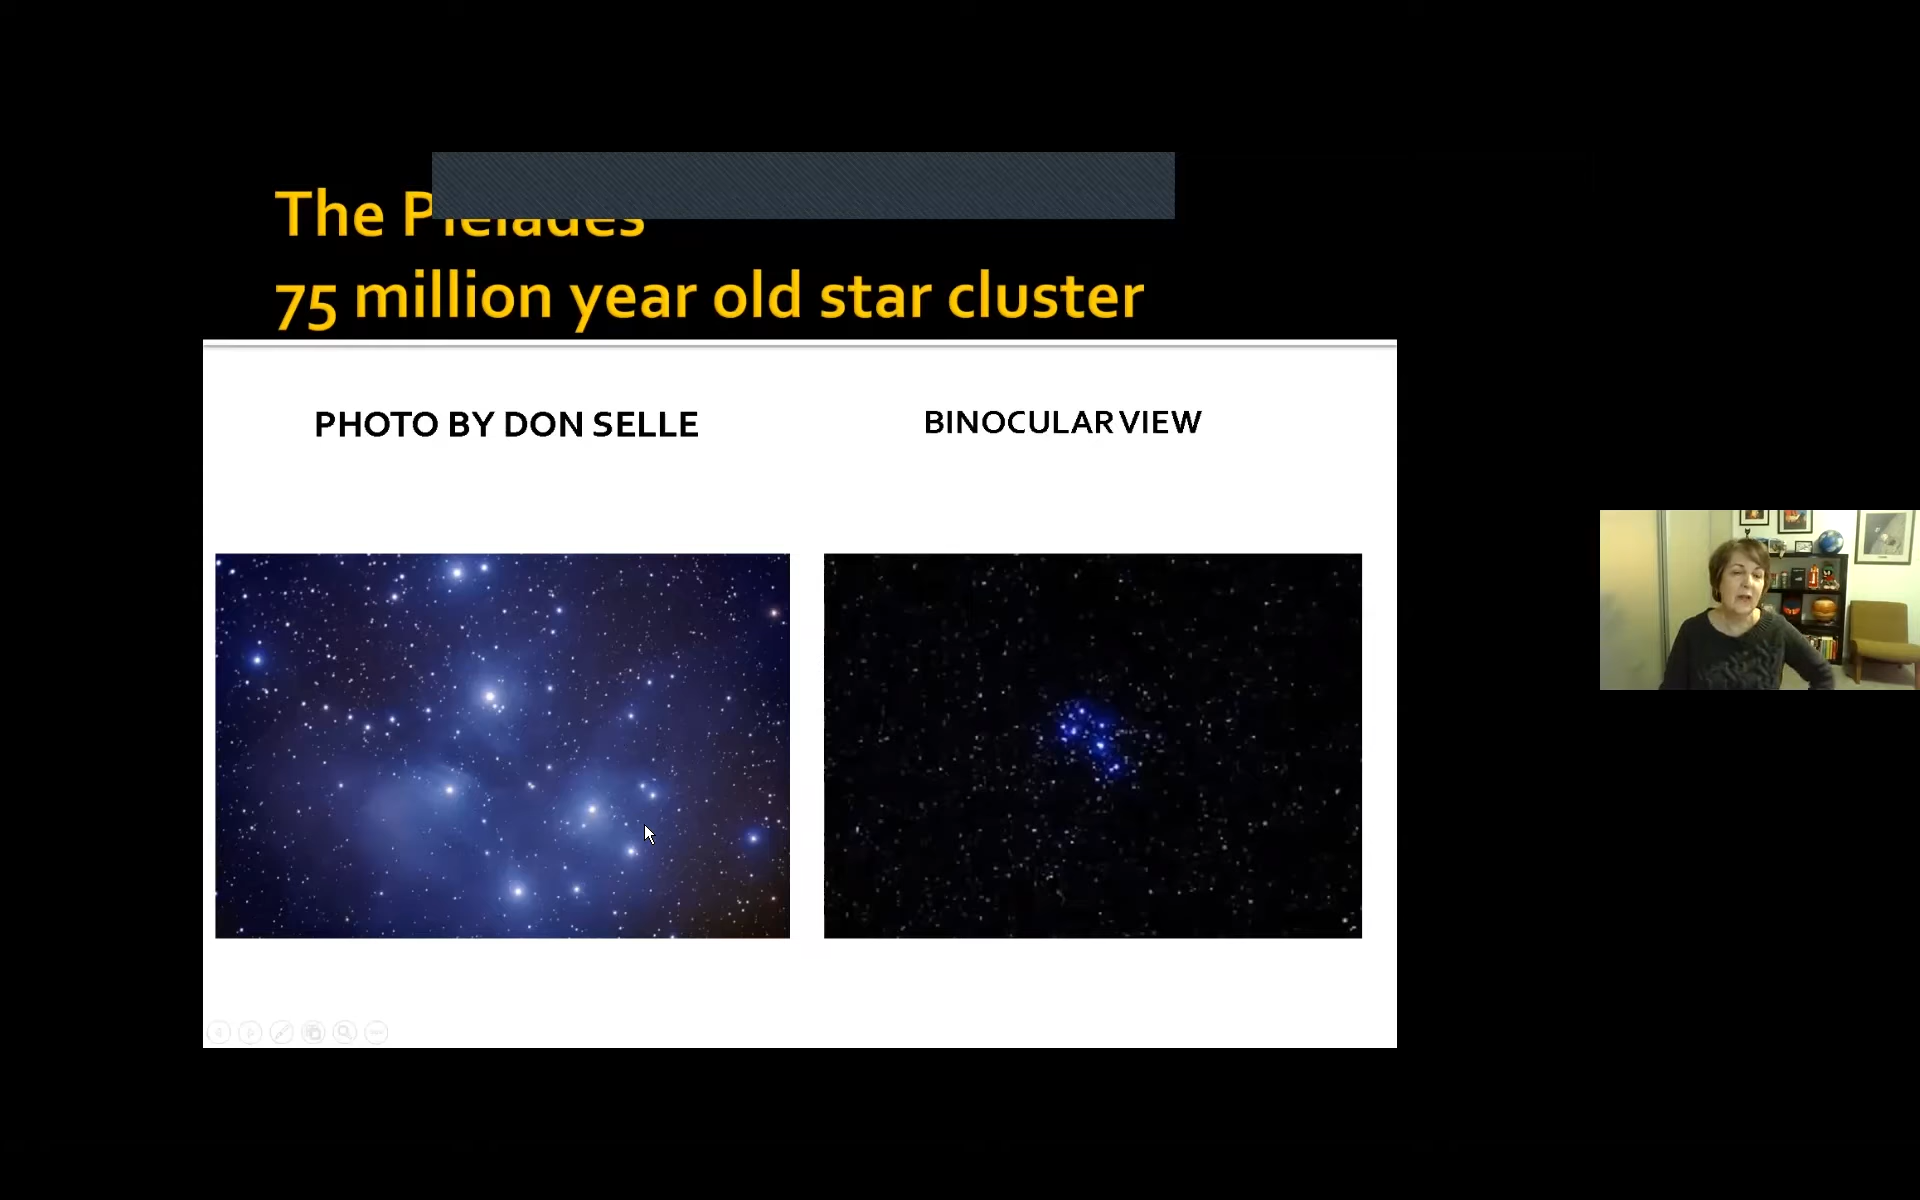 The Pleiades
75 million year old star cluster
PHOTO BY DON SELLE
BINOCULAR VIEW